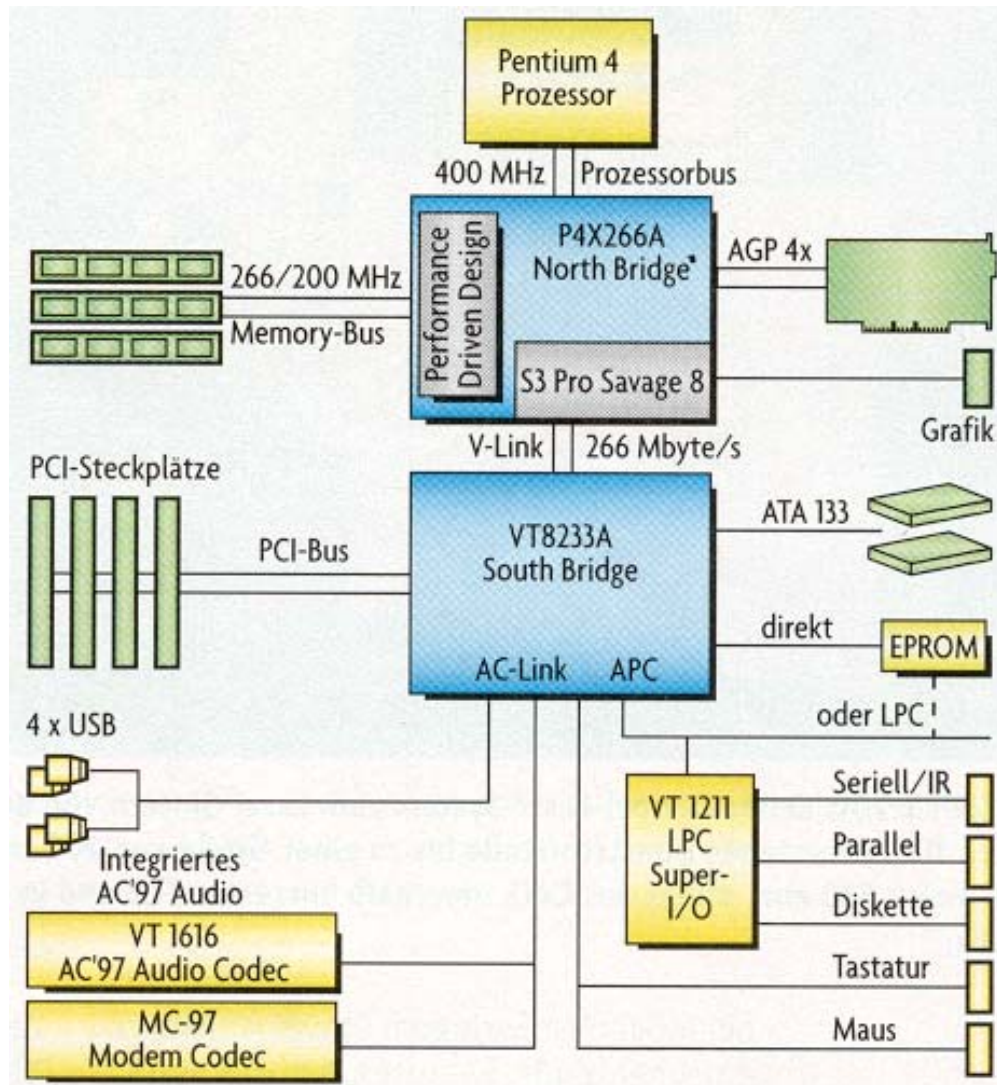 Pentium 4
Prozessor
400 MHz
Prozessorbus
Performance
Driven Design
P4X266A
North Bridge
AGP 4x
266/200 MHz
Memory-Bus
S3 Pro Savage 8
Grafik
V-Link
266 Mbyte/s
PCI-Steckplätze
PCI-Bus
VT8233A
South Bridge
ATA 133
direkt
EPROM
AC-Link
APC
oder LPC
4 x USB
Integriertes
AC'97 Audio
VT 1616
AC'97 Audio Codec
MC-97
Modem Codec
VT 1211
LPC
Super-
I/O
Seriell/IR
Parallel
Diskette
Tastatur
Maus